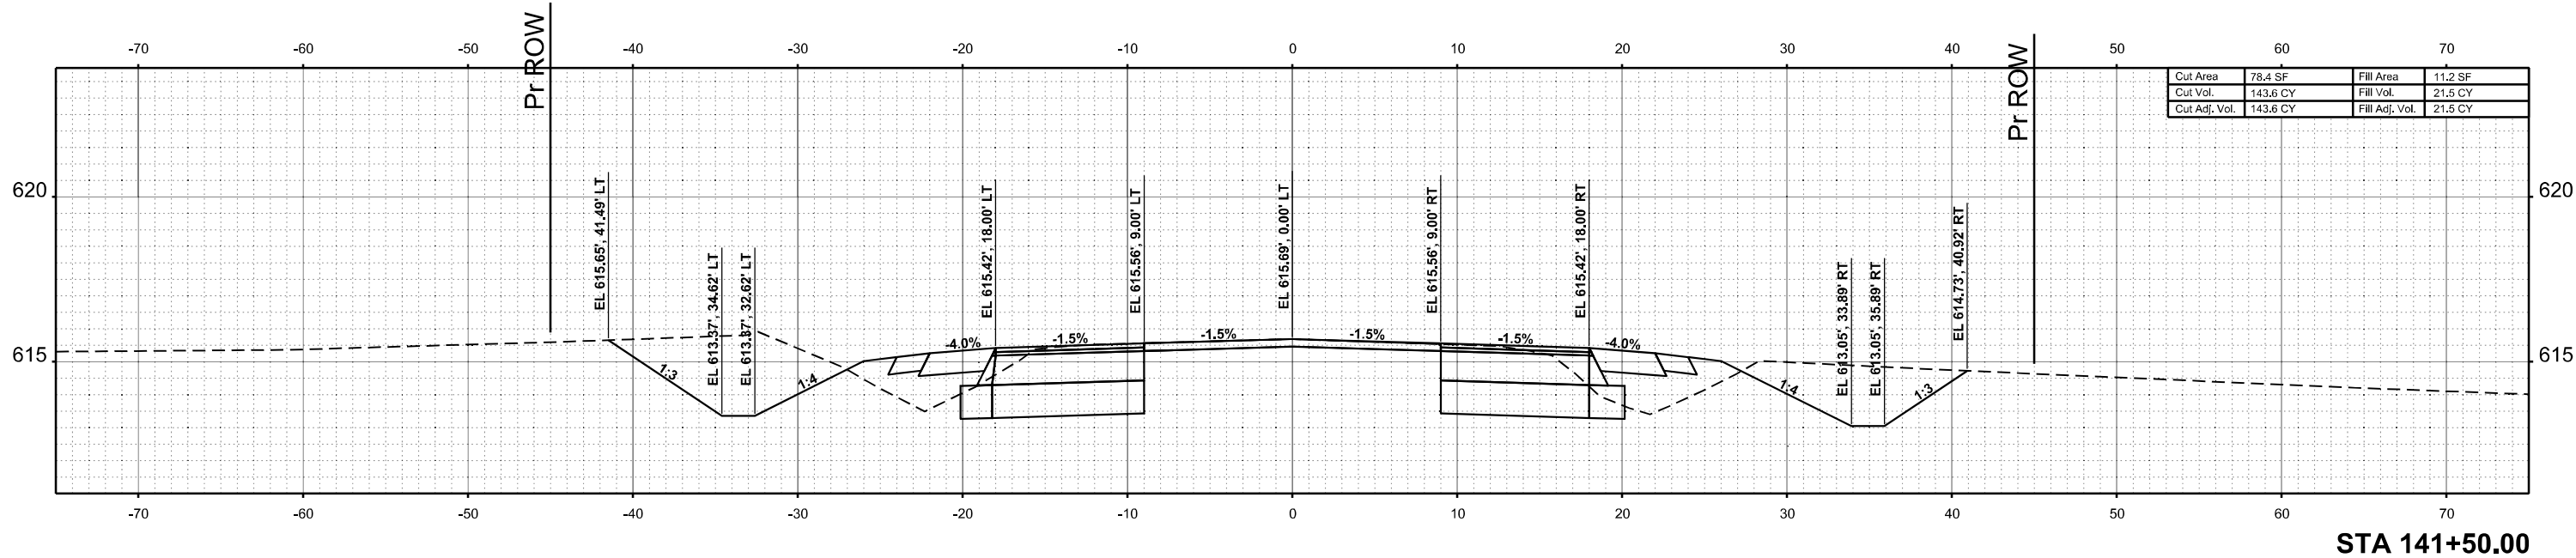 -70 -60 -50 -40 -30 -20 -10 0 10 20 30 40 50 60 70
Pr ROW
Pr ROW
Cut Area 78.4 SF Fill Area 11.2 SF
Cut Vol. 143.6 CY Fill Vol. 21.5 CY
Cut Adj. Vol. 143.6 CY Fill Adj. Vol. 21.5 CY
620
620
EL 615.65', 41.49' LT
EL 613.37', 34.62' LT
EL 613.37', 32.62' LT
EL 615.42', 18.00' LT
EL 615.56', 9.00' LT
EL 615.69', 0.00' LT
EL 615.56', 9.00' RT
EL 615.42', 18.00' RT
EL 613.05', 33.89' RT
EL 613.05', 35.89' RT
EL 614.73', 40.92' RT
615
615
-4.0% -1.5% -1.5% -1.5% -1.5% -4.0%
1:3 1:4 1:4 1:3
-70 -60 -50 -40 -30 -20 -10 0 10 20 30 40 50 60 70
STA 141+50.00